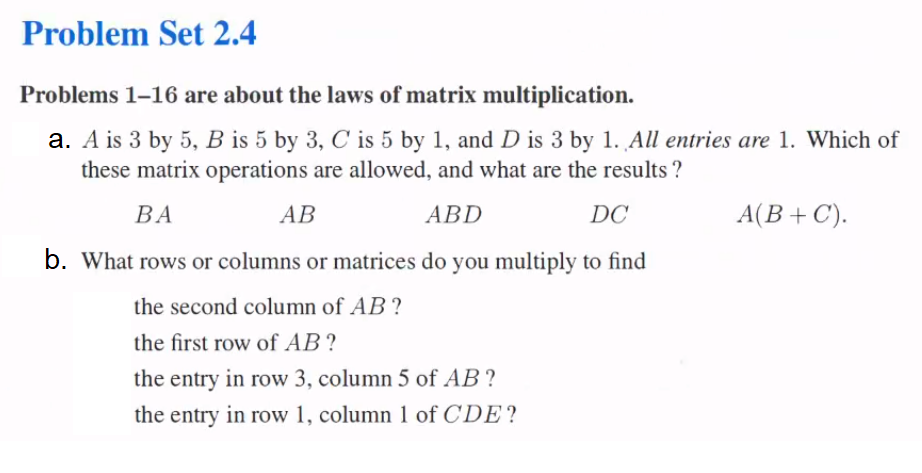 Problem Set 2.4
Problems 1–16 are about the laws of matrix multiplication.
a. A is 3 by 5, B is 5 by 3, C is 5 by 1, and D is 3 by 1. All entries are 1. Which of
these matrix operations are allowed, and what are the results?
BA AB ABD DC A(B + C).
b. What rows or columns or matrices do you multiply to find
the second column of AB?
the first row of AB?
the entry in row 3, column 5 of AB?
the entry in row 1, column 1 of CDE?